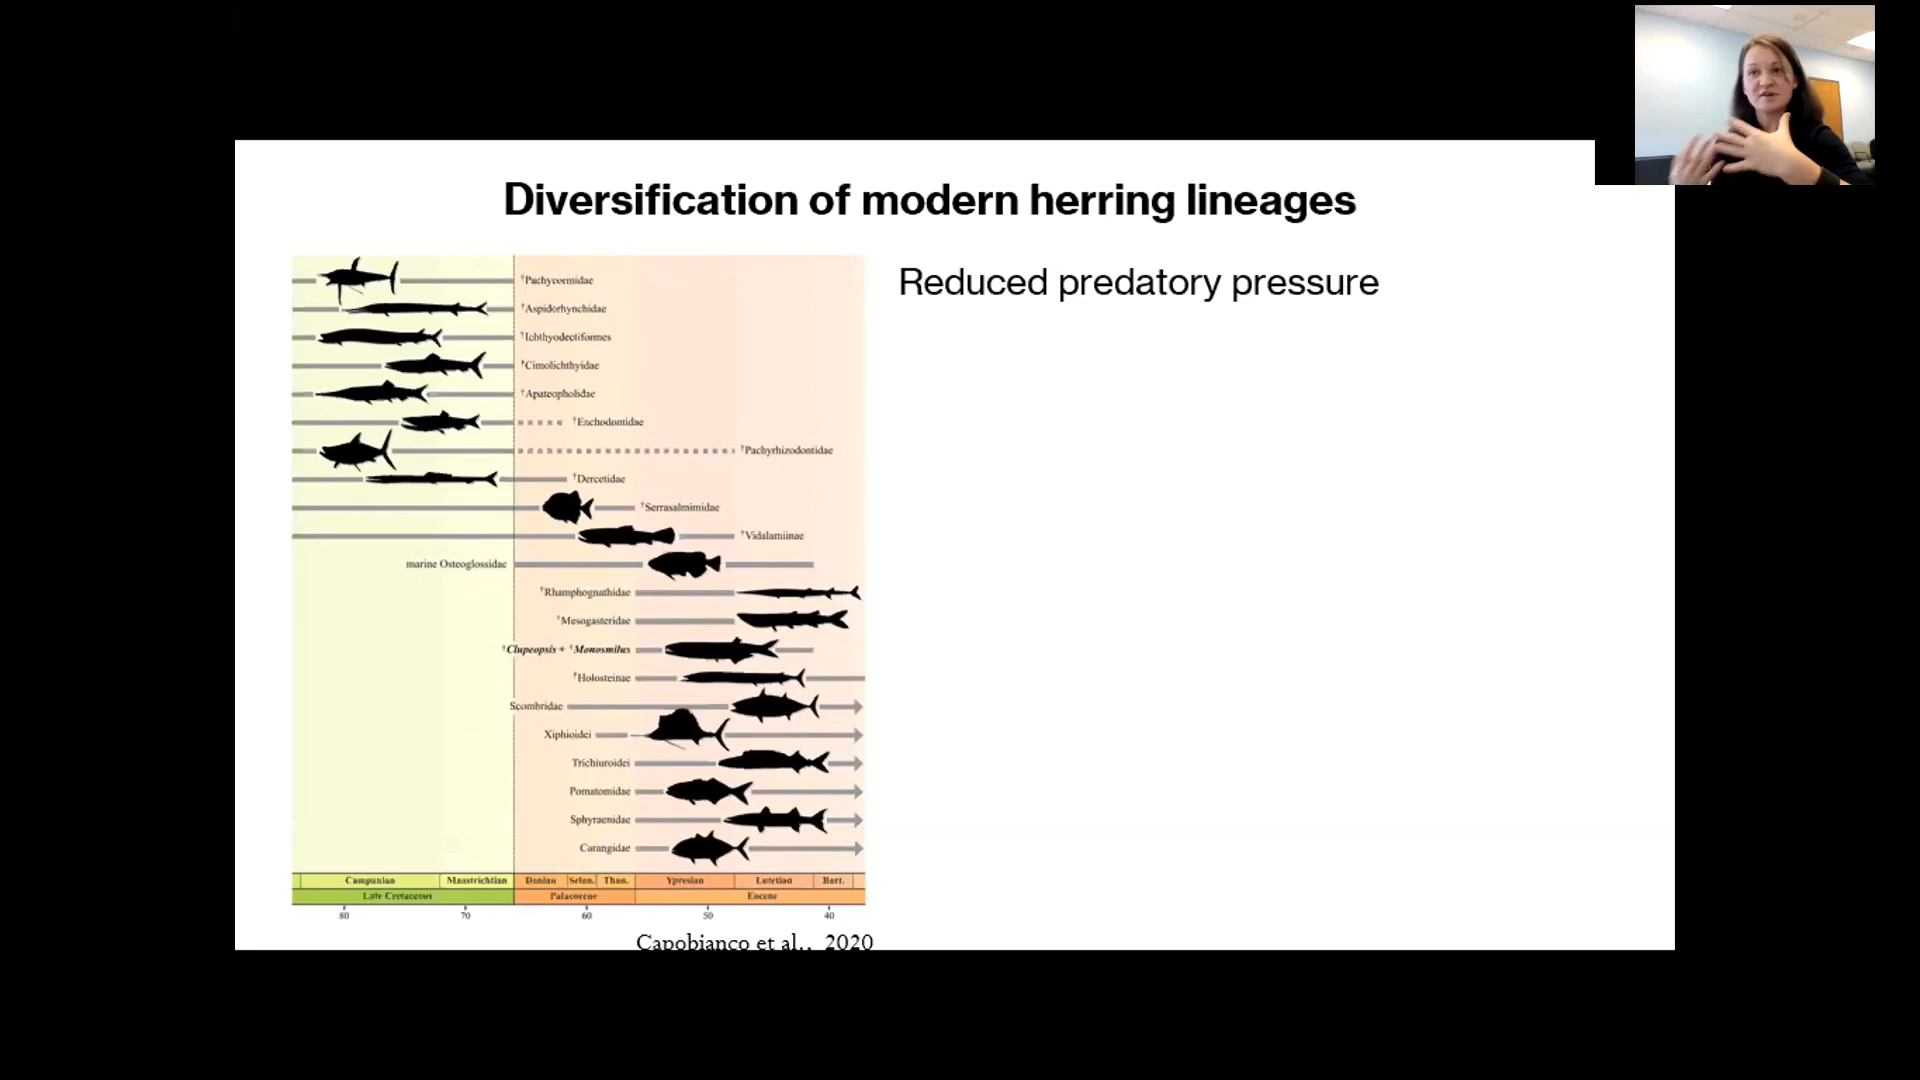 Diversification of modern herring lineages
Reduced predatory pressure
†Pachycormidae
†Aspidorhynchidae
†Ichthyodectiformes
†Cimolichthyidae
†Apateopholidae
†Enchodontidae
†Pachyrhizodontidae
†Dercetidae
†Serrasalmimidae
†Vidalamiinae
marine Osteoglossidae
†Rhamphognathidae
†Mesogasteridae
†Clupeopsis + †Monosmilus
†Holosteinae
Scombridae
Xiphioidei
Trichiuroidei
Pomatomidae
Sphyraenidae
Carangidae
Campanian Maastrichtian Danian Selan. Than. Ypresian Lutetian Bart.
Late Cretaceous Palaeocene Eocene
80 70 60 50 40
Capobianco et al., 2020